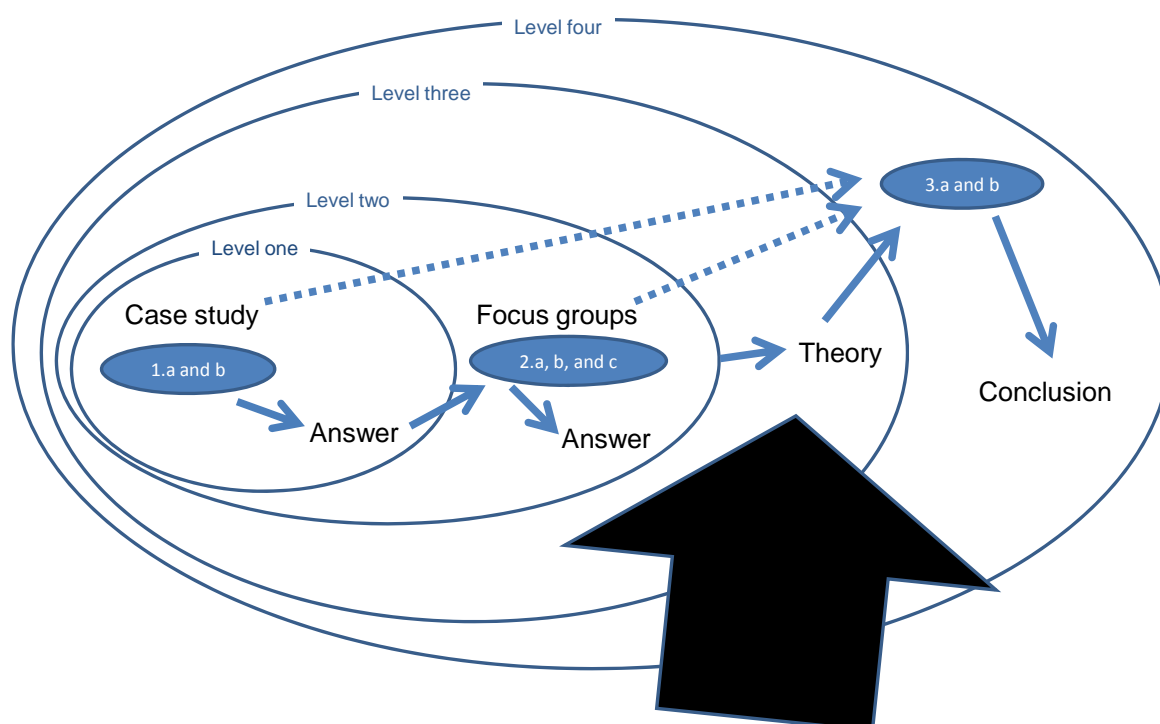 Level four
Level three
Level two
Level one
3.a and b
Case study
Focus groups
1.a and b
2.a, b, and c
Theory
Conclusion
Answer
Answer